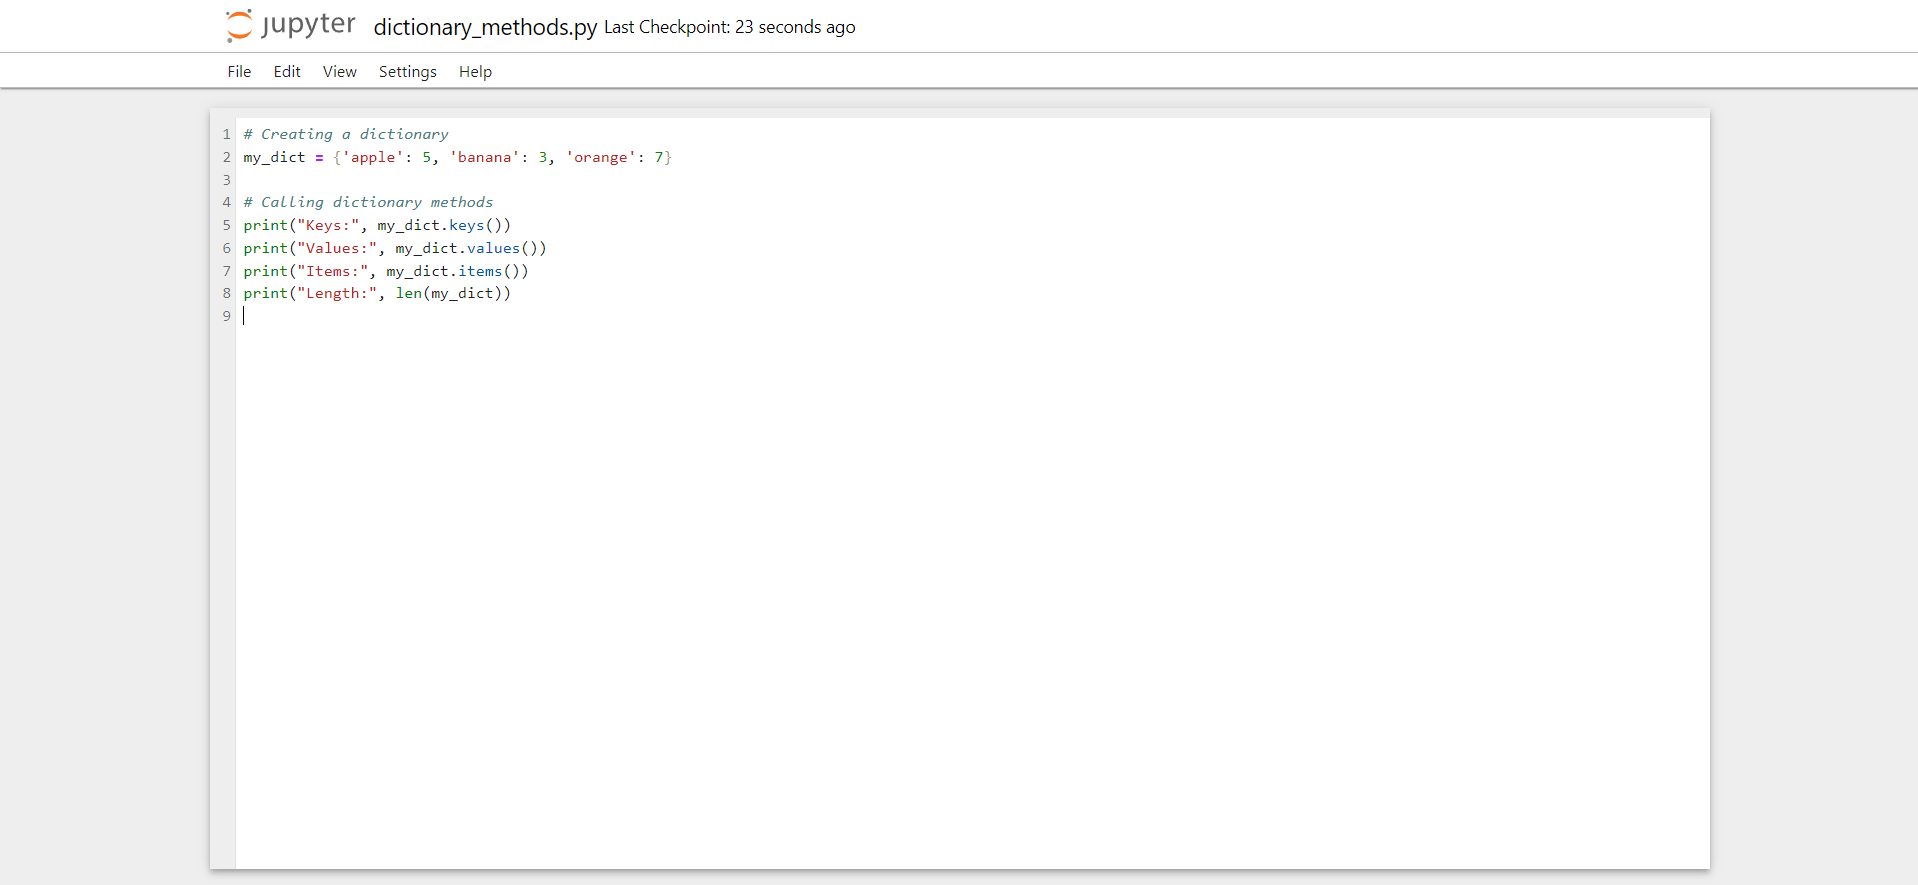 jupyter dictionary_methods.py Last Checkpoint: 23 seconds ago
File Edit View Settings Help
1 # Creating a dictionary
2 my_dict = {'apple': 5, 'banana': 3, 'orange': 7}
3
4 # Calling dictionary methods
5 print("Keys:", my_dict.keys())
6 print("Values:", my_dict.values())
7 print("Items:", my_dict.items())
8 print("Length:", len(my_dict))
9